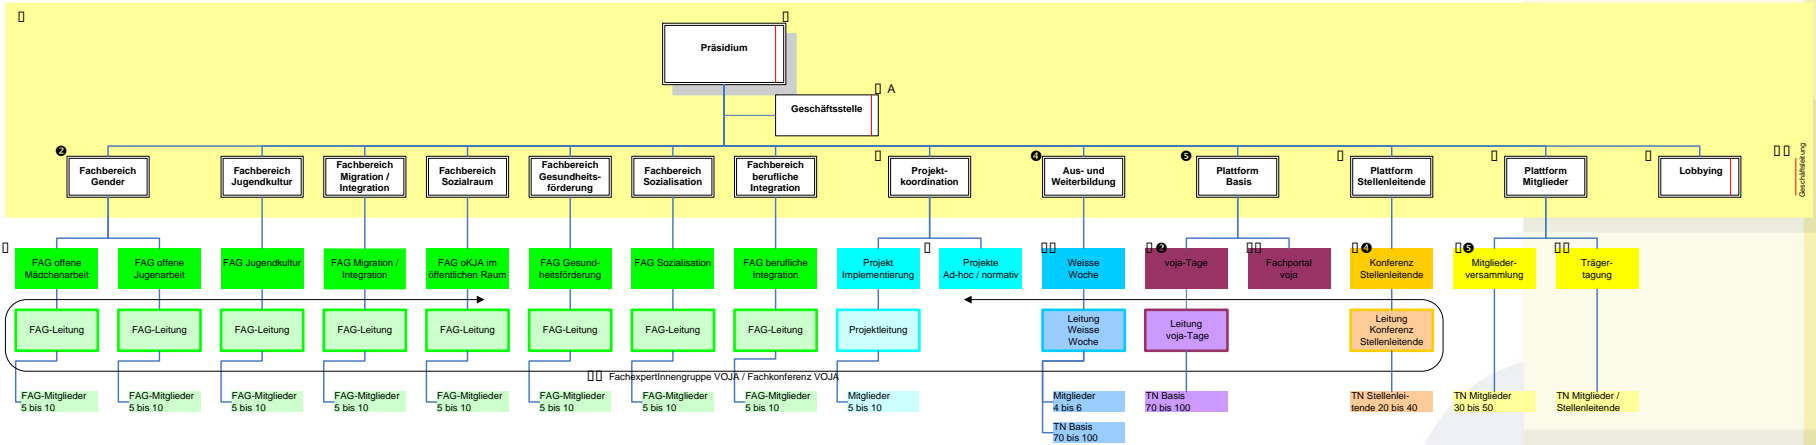 Präsidium
A
Geschäftsstelle
❷
❹
❺
Fachbereich
Gender
Fachbereich
Jugendkultur
Fachbereich
Migration /
Integration
Fachbereich
Sozialraum
Fachbereich
Gesundheits-
förderung
Fachbereich
Sozialisation
Fachbereich
berufliche
Integration
Projekt-
koordination
Aus- und
Weiterbildung
Plattform
Basis
Plattform
Stellenleitende
Plattform
Mitglieder
Lobbying
Geschäftsleitung
❷
❹
❺
FAG offene
Mädchenarbeit
FAG offene
Jugenarbeit
FAG Jugendkultur
FAG Migration /
Integration
FAG oKJA im
öffentlichen Raum
FAG Gesund-
heitsförderung
FAG Sozialisation
FAG berufliche
Integration
Projekt
Implementierung
Projekte
Ad-hoc / normativ
Weisse
Woche
voja-Tage
Fachportal
voja
Konferenz
Stellenleitende
Mitglieder-
versammlung
Träger-
tagung
FAG-Leitung
FAG-Leitung
FAG-Leitung
FAG-Leitung
FAG-Leitung
FAG-Leitung
FAG-Leitung
FAG-Leitung
Projektleitung
Leitung
Weisse
Woche
Leitung
voja-Tage
Leitung
Konferenz
Stellenleitende
FachexpertInnengruppe VOJA / Fachkonferenz VOJA
FAG-Mitglieder
5 bis 10
FAG-Mitglieder
5 bis 10
FAG-Mitglieder
5 bis 10
FAG-Mitglieder
5 bis 10
FAG-Mitglieder
5 bis 10
FAG-Mitglieder
5 bis 10
FAG-Mitglieder
5 bis 10
FAG-Mitglieder
5 bis 10
Mitglieder
5 bis 10
Mitglieder
4 bis 6
TN Basis
70 bis 100
TN Basis
70 bis 100
TN Stellenlei-
tende 20 bis 40
TN Mitglieder
30 bis 50
TN Mitglieder /
Stellenleitende